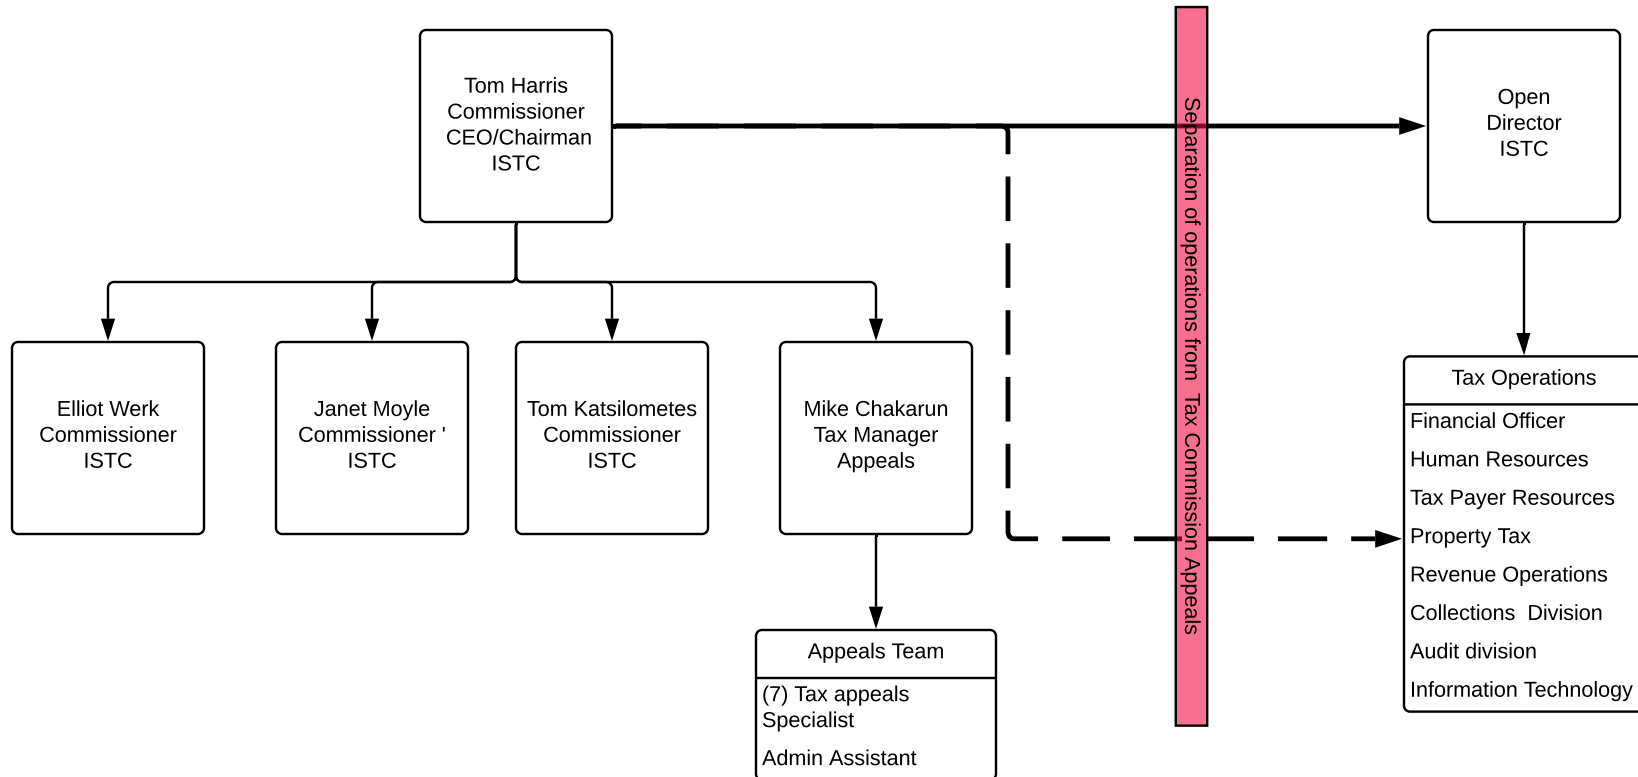 Tom Harris
Commissioner
CEO/Chairman
ISTC
Separation of operations from  Tax Commission Appeals
Open
Director
ISTC
Elliot Werk
Commissioner
ISTC
Janet Moyle
Commissioner '
ISTC
Tom Katsilometes
Commissioner
ISTC
Mike Chakarun
Tax Manager
Appeals
Tax Operations
Financial Officer
Human Resources
Tax Payer Resources
Property Tax
Revenue Operations
Collections  Division
Audit division
Information Technology
Appeals Team
(7) Tax appeals
Specialist
Admin Assistant